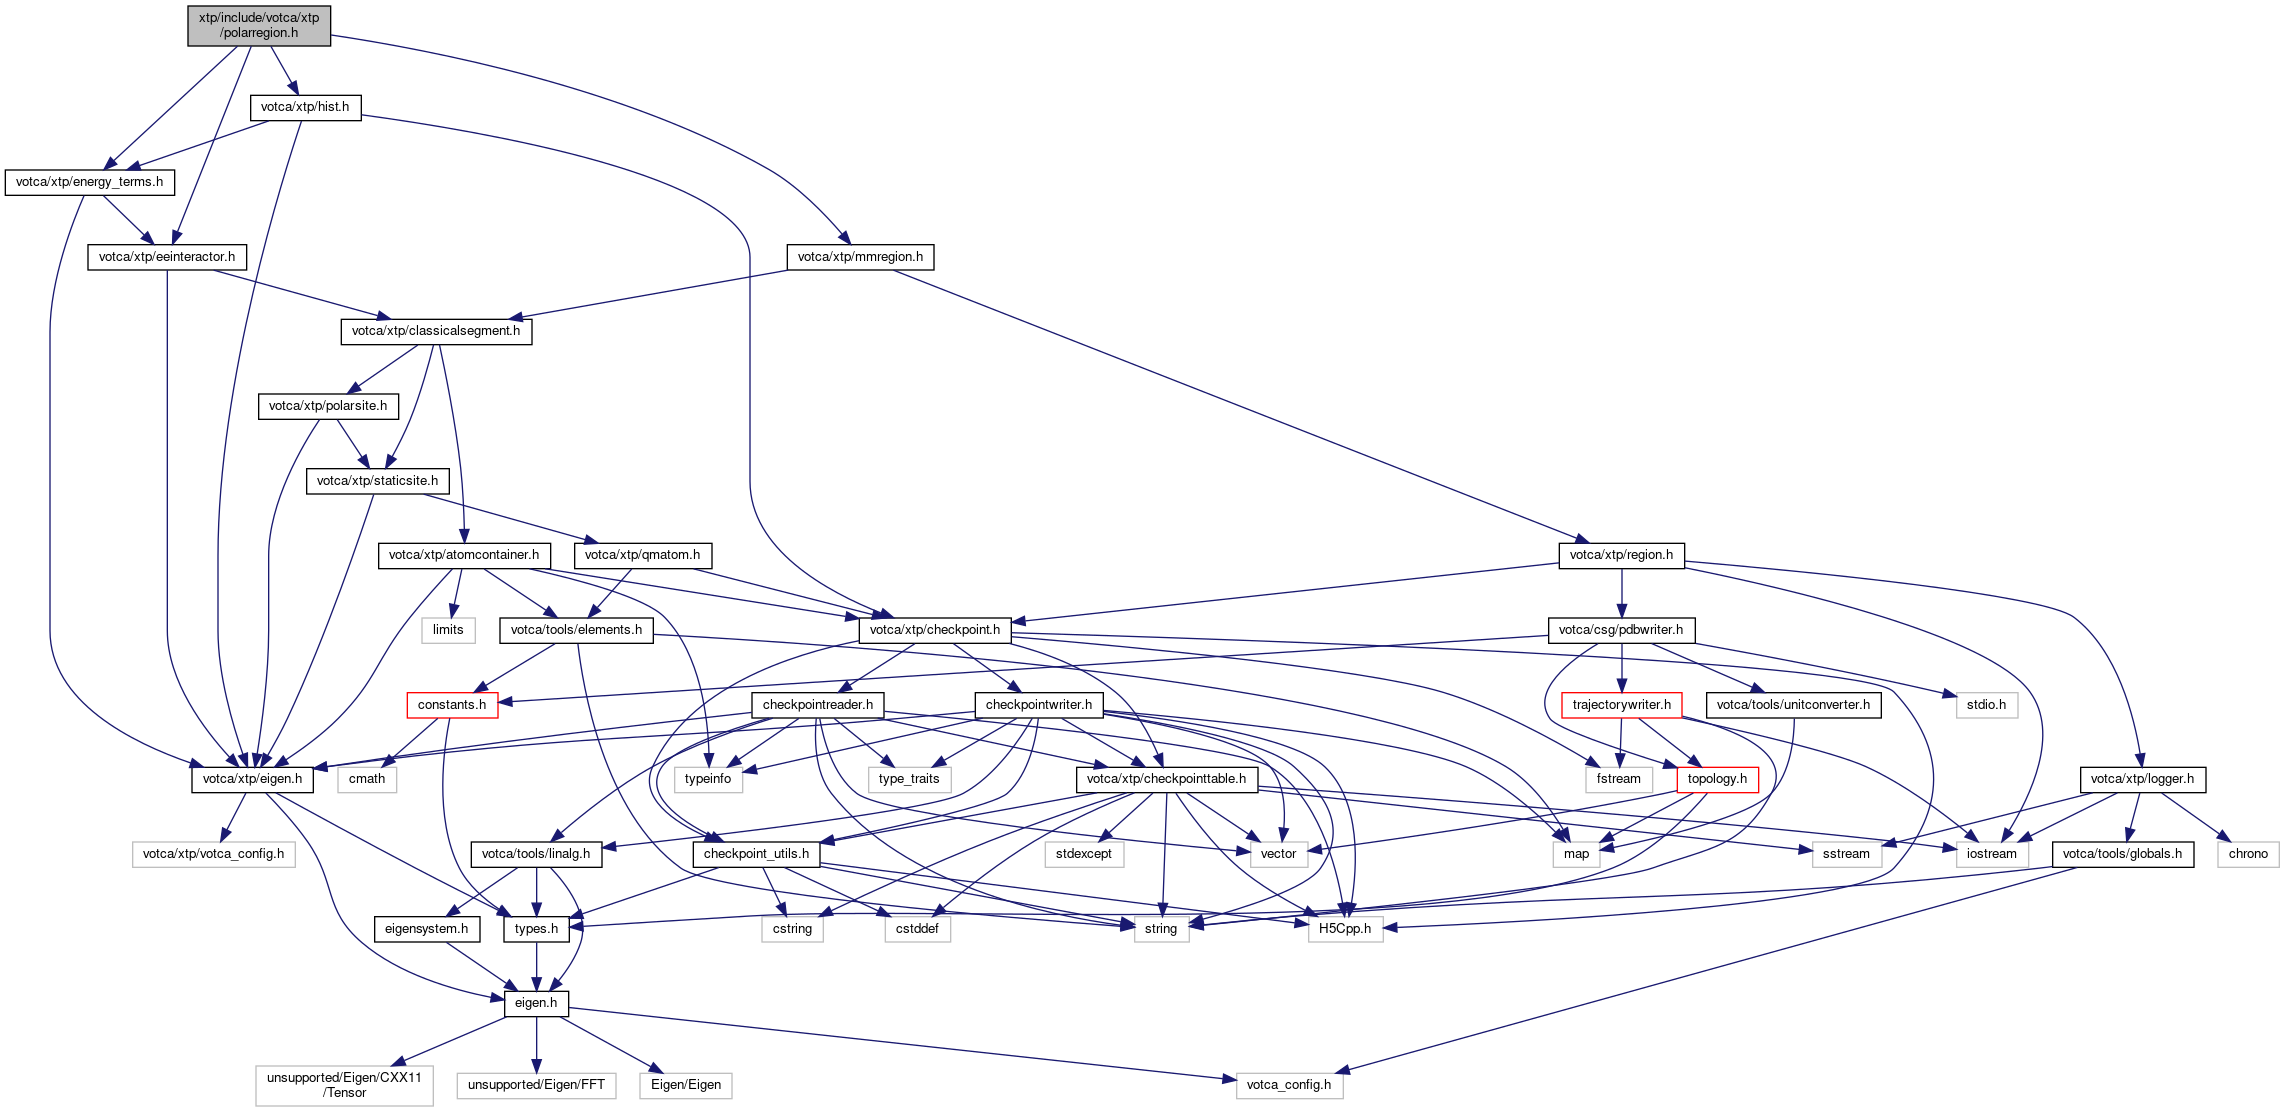 xtp/include/votca/xtp
/polarregion.h
votca/xtp/hist.h
votca/xtp/energy_terms.h
votca/xtp/eeinteractor.h
votca/xtp/mmregion.h
votca/xtp/classicalsegment.h
votca/xtp/polarsite.h
votca/xtp/staticsite.h
votca/xtp/atomcontainer.h
votca/xtp/qmatom.h
votca/xtp/region.h
limits
votca/tools/elements.h
votca/xtp/checkpoint.h
votca/csg/pdbwriter.h
constants.h
checkpointreader.h
checkpointwriter.h
trajectorywriter.h
votca/tools/unitconverter.h
stdio.h
votca/xtp/eigen.h
cmath
typeinfo
type_traits
votca/xtp/checkpointtable.h
fstream
topology.h
votca/xtp/logger.h
votca/xtp/votca_config.h
votca/tools/linalg.h
checkpoint_utils.h
stdexcept
vector
map
sstream
iostream
votca/tools/globals.h
chrono
eigensystem.h
types.h
cstring
cstddef
string
H5Cpp.h
eigen.h
unsupported/Eigen/CXX11
/Tensor
unsupported/Eigen/FFT
Eigen/Eigen
votca_config.h